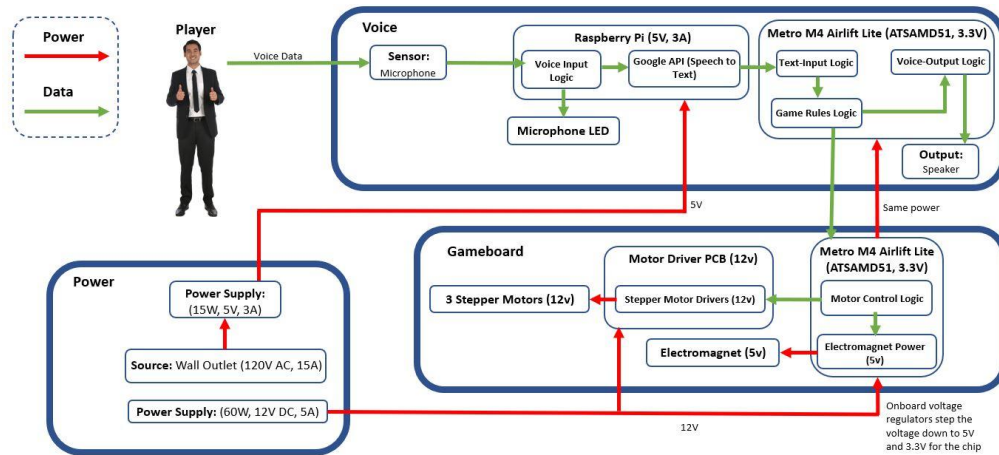 Power
Data
Player
Voice Data
Voice
Sensor:
Microphone
Raspberry Pi (5V, 3A)
Voice Input
Logic
Google API (Speech to
Text)
Microphone LED
Metro M4 Airlift Lite (ATSAMD51, 3.3V)
Text-Input Logic
Voice-Output Logic
Game Rules Logic
Output:
Speaker
5V
Same power
Gameboard
Motor Driver PCB (12v)
3 Stepper Motors (12v)
Stepper Motor Drivers (12v)
Electromagnet (5v)
Metro M4 Airlift Lite
(ATSAMD51, 3.3V)
Motor Control Logic
Electromagnet Power
(5v)
Power
Power Supply:
(15W, 5V, 3A)
Source: Wall Outlet (120V AC, 15A)
Power Supply: (60W, 12V DC, 5A)
12V
Onboard voltage
regulators step the
voltage down to 5V
and 3.3V for the chip